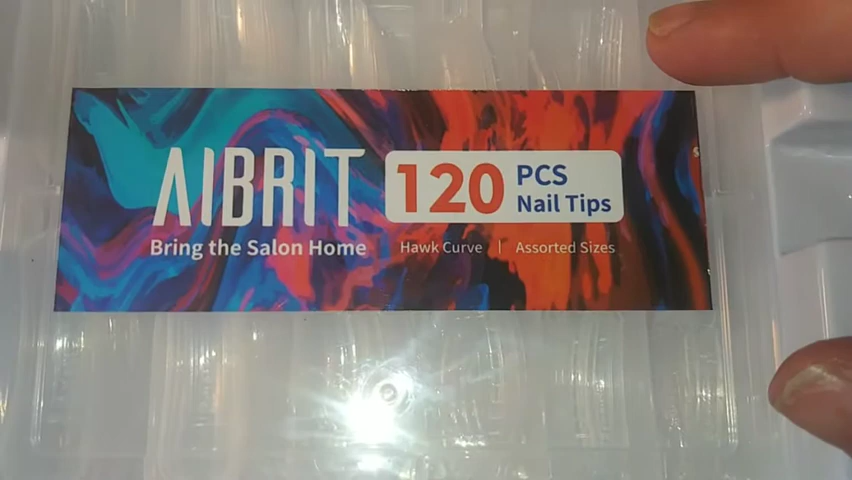 AIBRIT
120 PCS
Nail Tips
Bring the Salon Home
Hawk Curve | Assorted Sizes